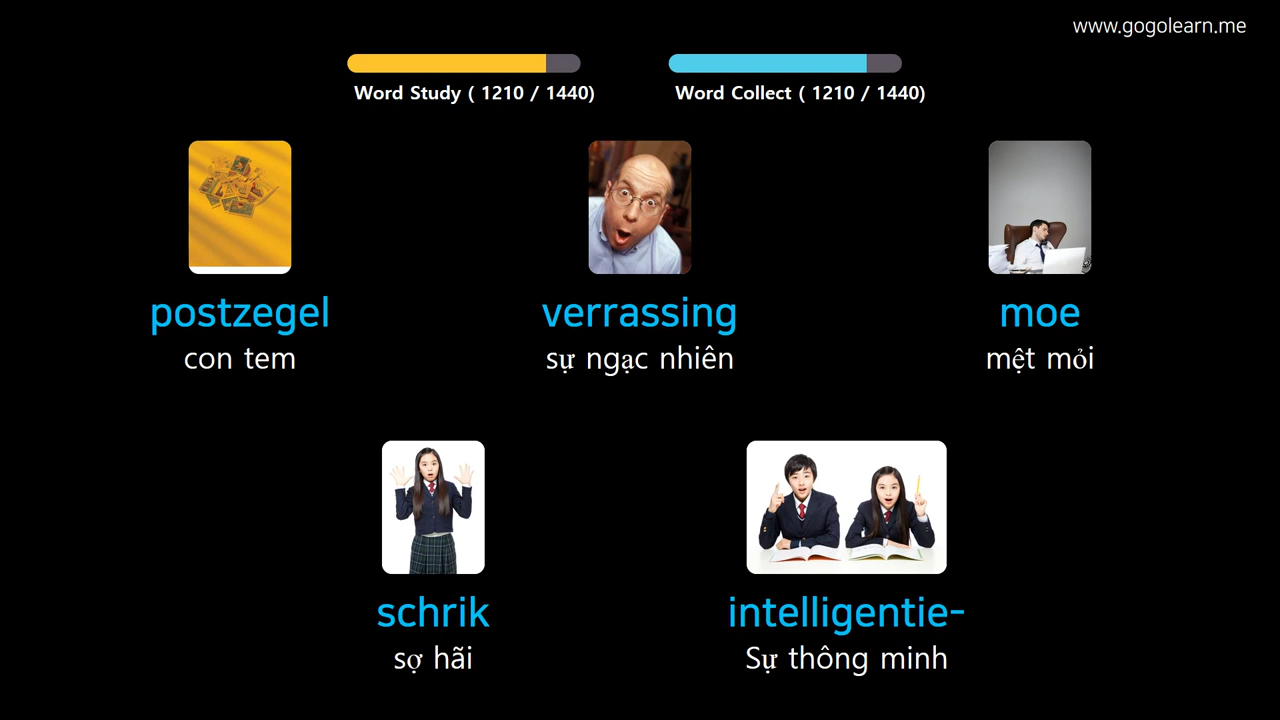 www.gogolearn.me
Word Study ( 1210 / 1440)
Word Collect ( 1210 / 1440)
postzegel
verrassing
moe
con tem
sự ngạc nhiên
mệt mỏi
schrik
intelligentie-
sợ hãi
Sự thông minh